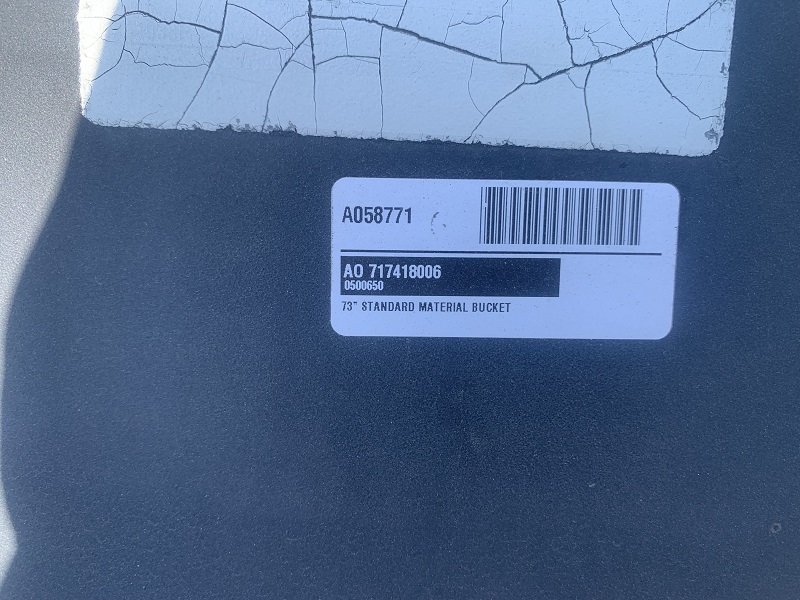 A058771
AO 717418006
0500650
73" STANDARD MATERIAL BUCKET